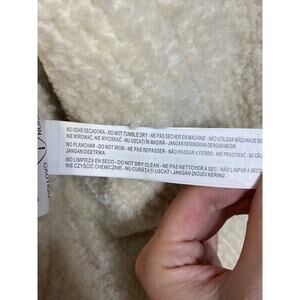 NO USAR SECADORA - DO NOT TUMBLE DRY - NE PAS SECHER EN MACHINE - NÃO UTILIZAR MÁQUINA DE
NIE WIROWAĆ, NIE WYCISKAĆ - NU USCAȚI ÎN MAȘINĂ - JANGAN KERINGKAN DENGAN MESIN
NO PLANCHAR - DO NOT IRON - NE PAS REPASSER - NÃO PASSAR A FERRO - NIE PRASOWAĆ - NU
JANGAN DISETRIKA
NO LIMPIEZA EN SECO - DO NOT DRY CLEAN - NE PAS NETTOYER A SEC - NÃO LIMPAR A SECO
NIE CZYŚCIĆ CHEMICZNIE - NU CURĂȚAȚI USCAT - JANGAN DICUCI KERING